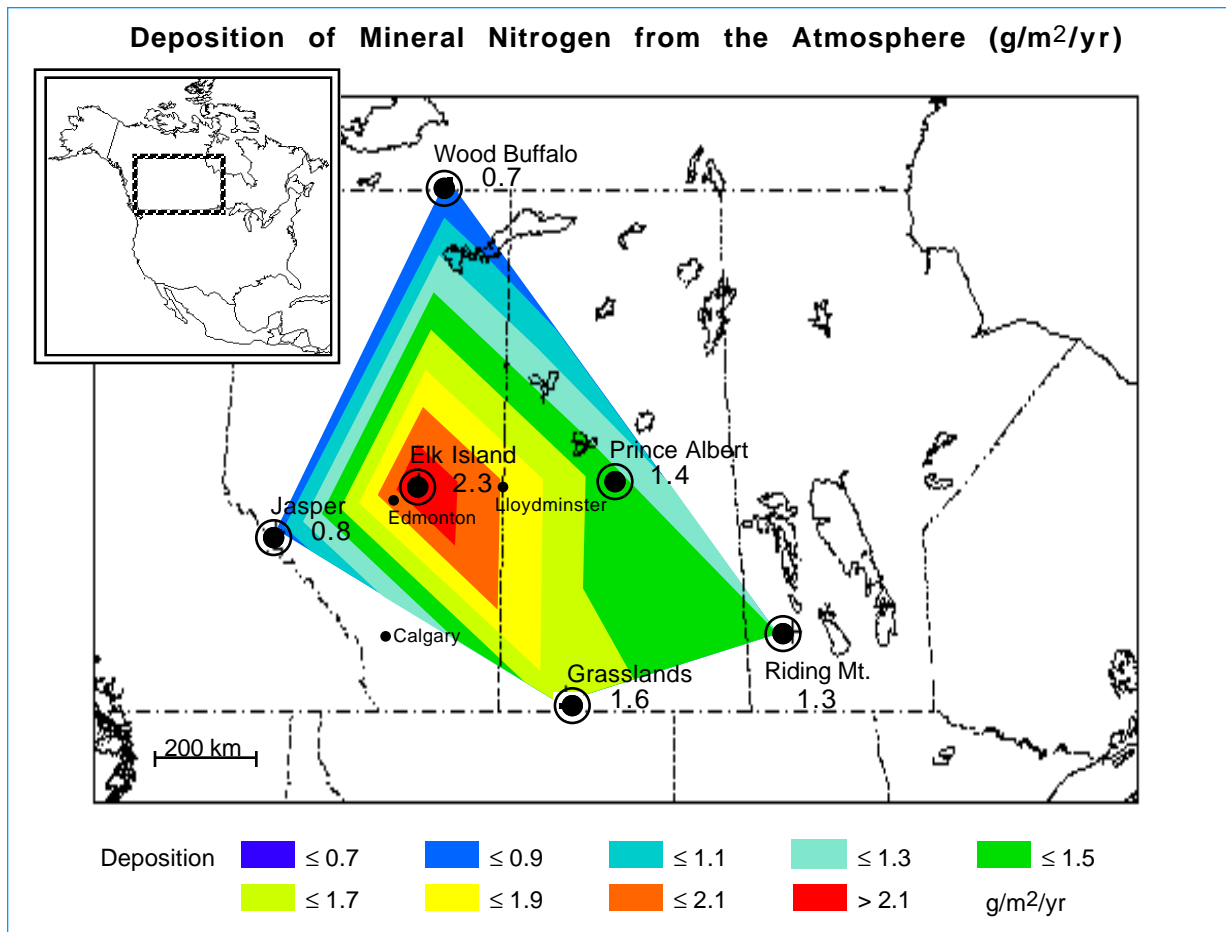 Deposition of Mineral Nitrogen from the Atmosphere (g/m2/yr)
Wood Buffalo
0.7
Elk Island
2.3
Prince Albert
1.4
Jasper
0.8
Edmonton
Lloydminster
Calgary
Grasslands
1.6
Riding Mt.
1.3
200 km
Deposition ≤ 0.7 ≤ 0.9 ≤ 1.1 ≤ 1.3 ≤ 1.5
≤ 1.7 ≤ 1.9 ≤ 2.1 > 2.1 g/m2/yr